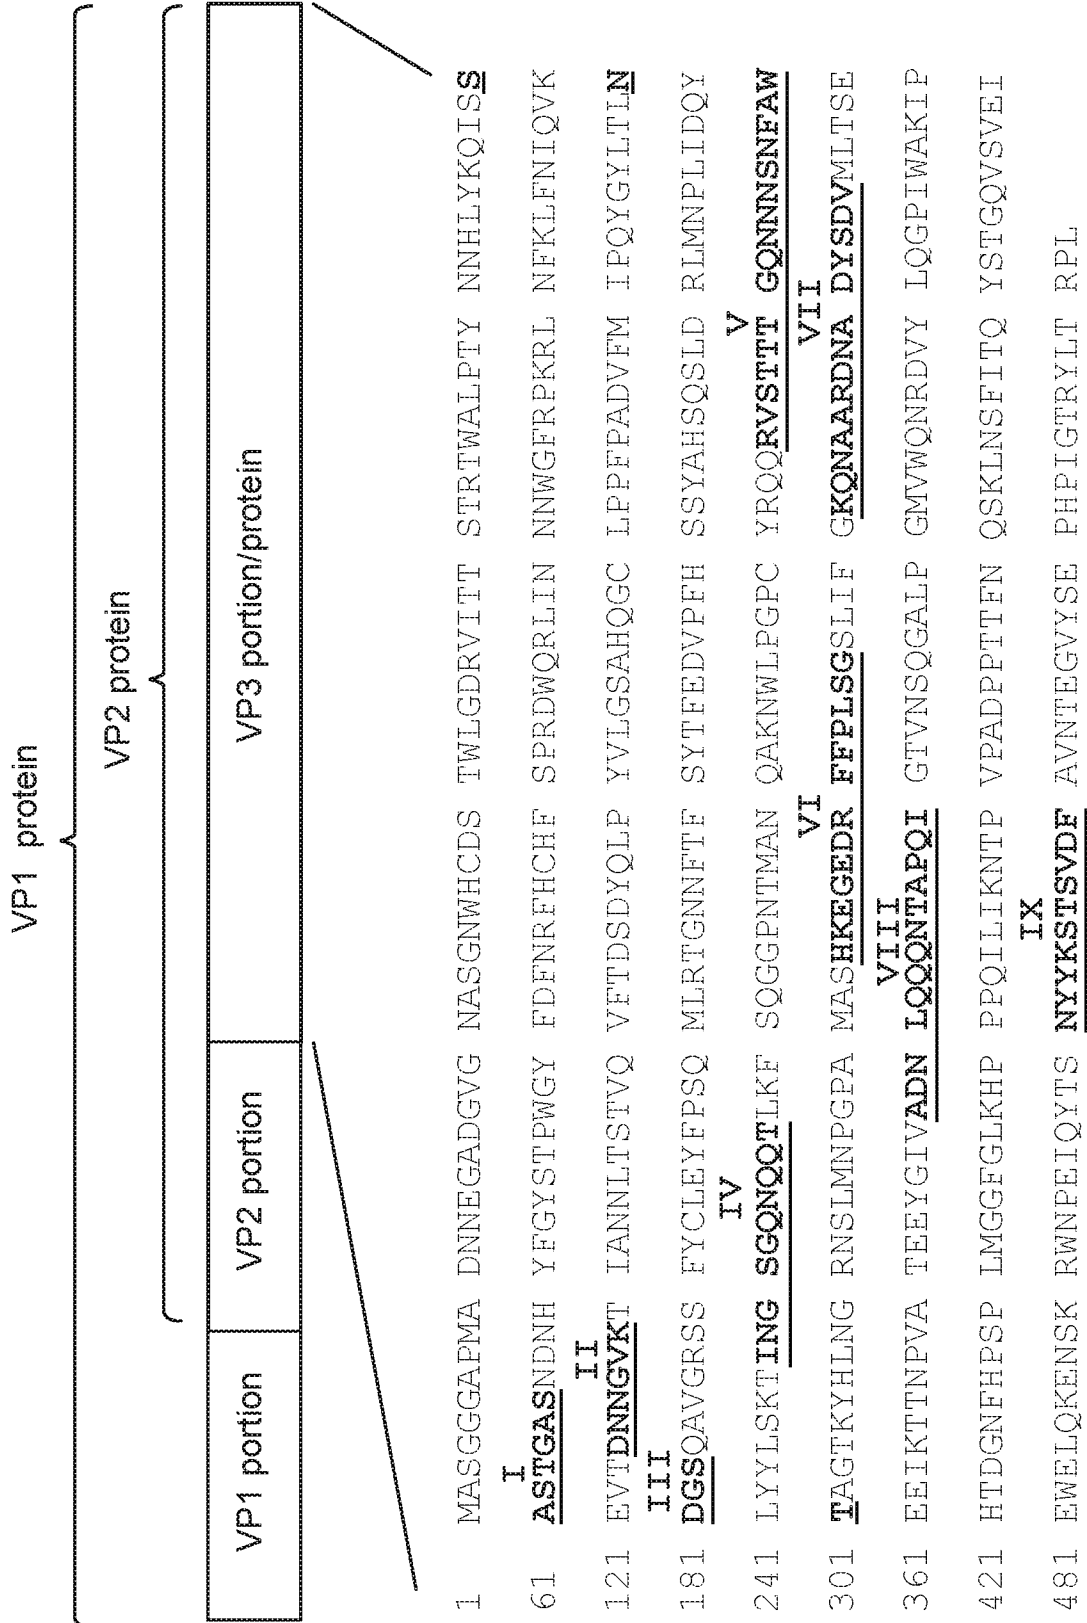 VP1 protein
VP2 protein
VP1 portion VP2 portion VP3 portion/protein
1 MASGGGAPMA DNNEGADGVG NASGNWHCDS TWLGDRVITT STRTWALPTY NNHLYKQISS
I
61 ASTGASNDNH YFGYSTPWGY FDFNRFHCHF SPRDWQRLIN NNWGFRPKRL NFKLFNIQVK
II
121 EVTDNNGVKT IANNLTSTVQ VFTDSDYQLP YVLGSAHQGC LPPFPADVFM IPQYGYLTLN
III
181 DGSQAVGRSS FYCLEYFPSQ MLRTGNNFTF SYTFEDVPFH SSYAHSQSLD RLMNPLIDQY
IV V
241 LYYLSKTING SGQNQQTLKF SQGGPNTMAN QAKNWLPGPC YRQQRVSTTT GQNNNSNFAW
VI VII
301 TAGTKYHLNG RNSLMNPGPA MASHKEGEDR FFPLSGSLIF GKQNAARDNA DYSDVMLTSE
VIII
361 EEIKTTNPVA TEEYGIVADN LQQQNTAPQI GTVNSQGALP GMVWQNRDVY LQGPIWAKIP
421 HTDGNFHPSP LMGGFGLKHP PPQILIKNTP VPADPPTTFN QSKLNSFITQ YSTGQVSVEI
IX
481 EWELQKENSK RWNPEIQYTS NYYKSTSVDF AVNTEGVYSE PHPIGTRYLT RPL